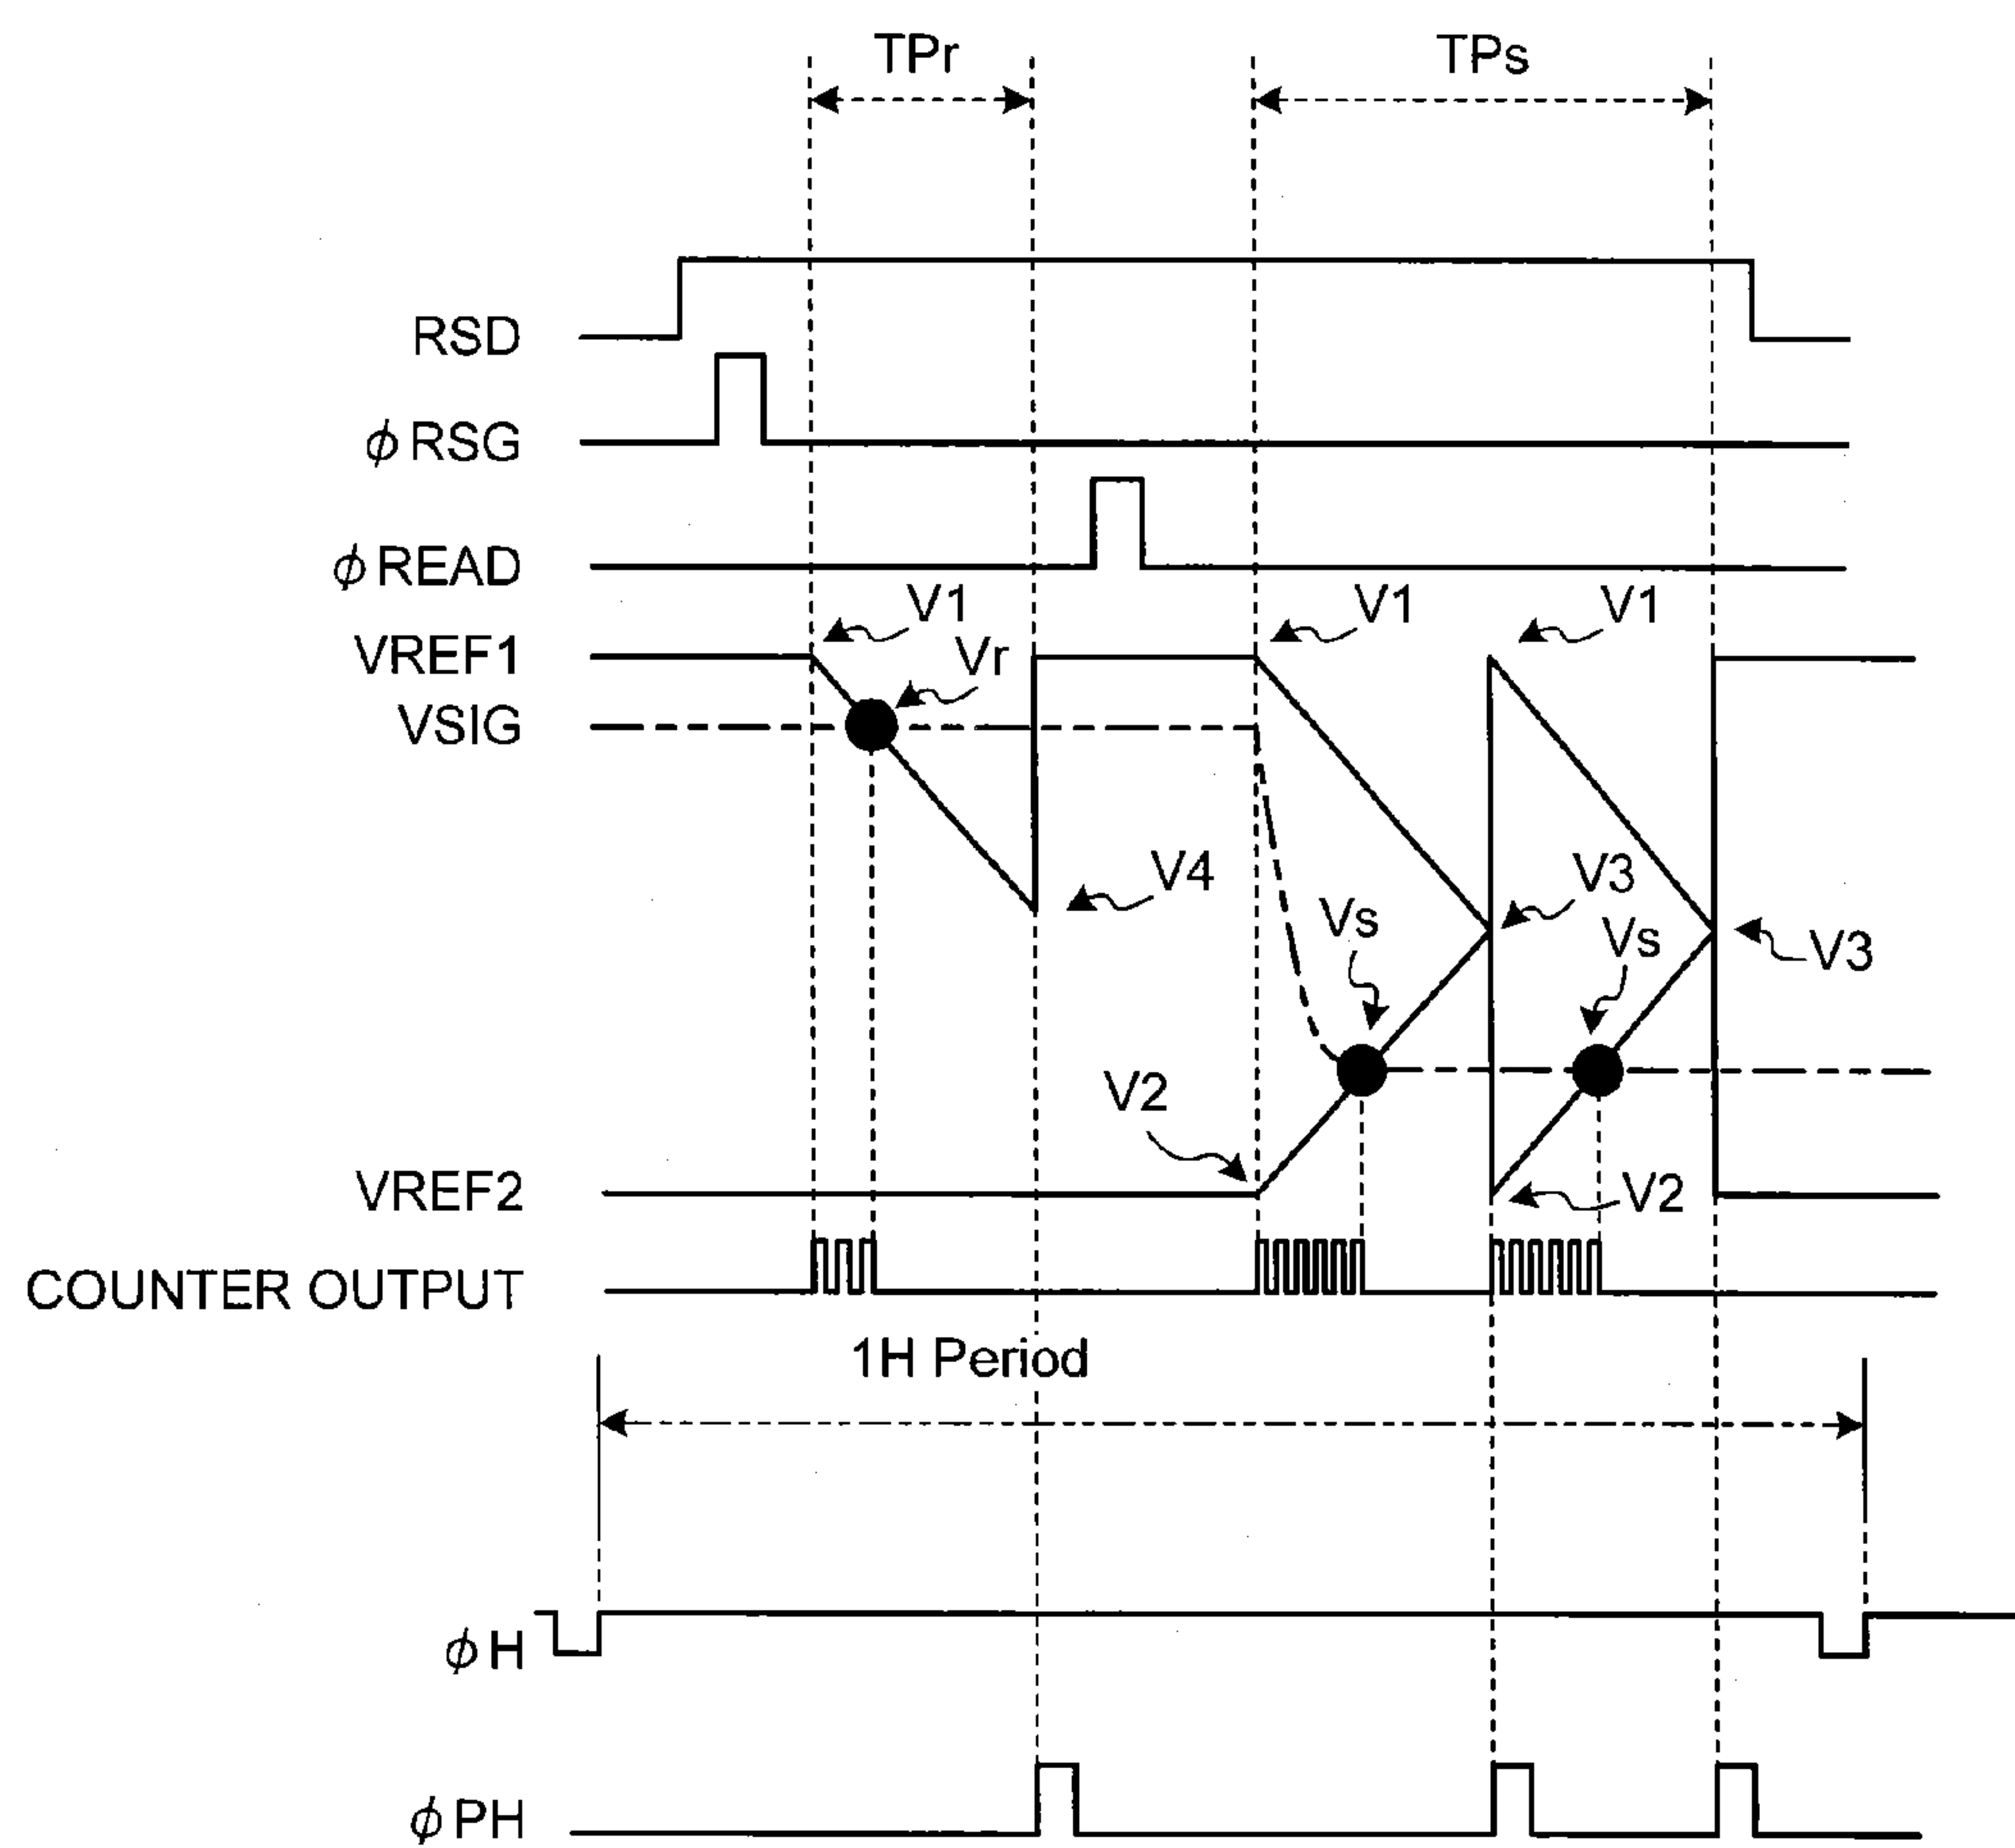 TPr
TPs
RSD
ϕRSG
ϕREAD
V1
V1
V1
VREF1
Vr
VSIG
V4
V3
Vs
Vs
V3
V2
VREF2
V2
COUNTER OUTPUT
1H Period
ϕH
ϕPH